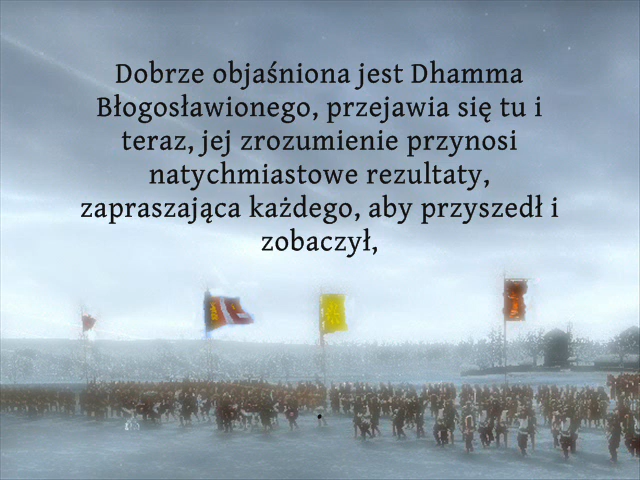 Dobrze objaśniona jest Dhamma
Błogosławionego, przejawia się tu i
teraz, jej zrozumienie przynosi
natychmiastowe rezultaty,
zapraszająca każdego, aby przyszedł i
zobaczył,